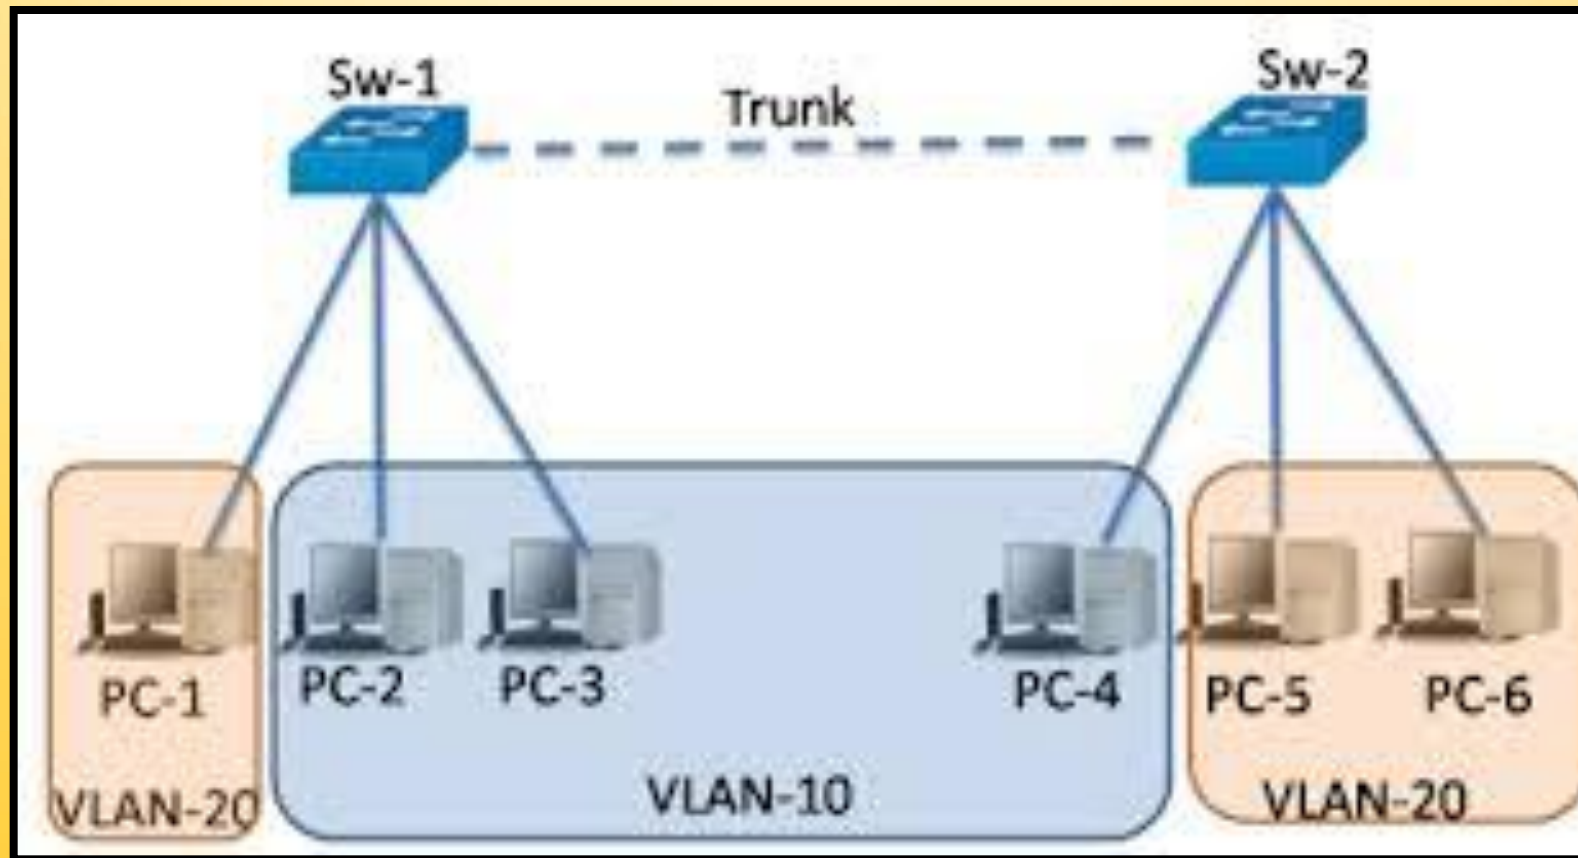 Sw-1
Trunk
Sw-2
PC-1
PC-2
PC-3
PC-4
PC-5
PC-6
VLAN-20
VLAN-10
VLAN-20